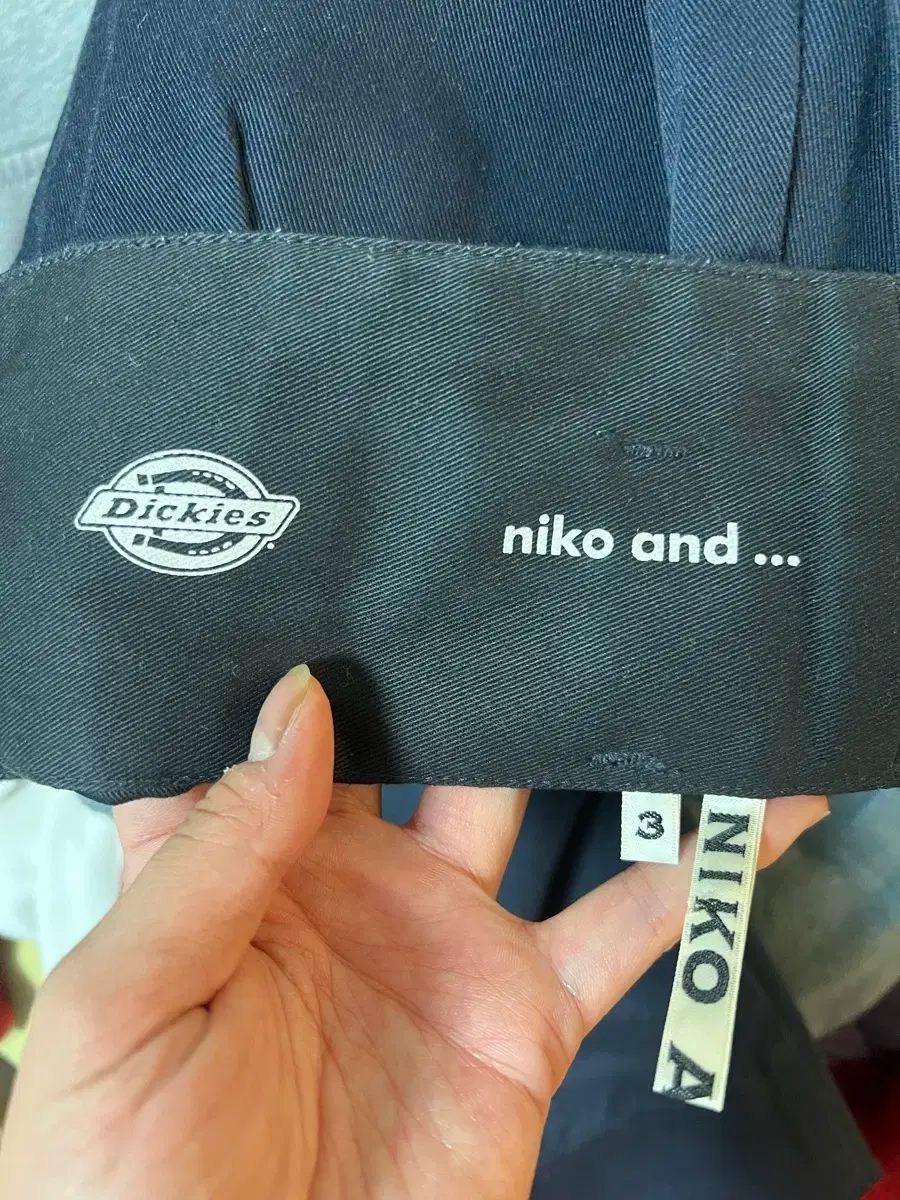 Dickies
niko and ...
3
NIKO A